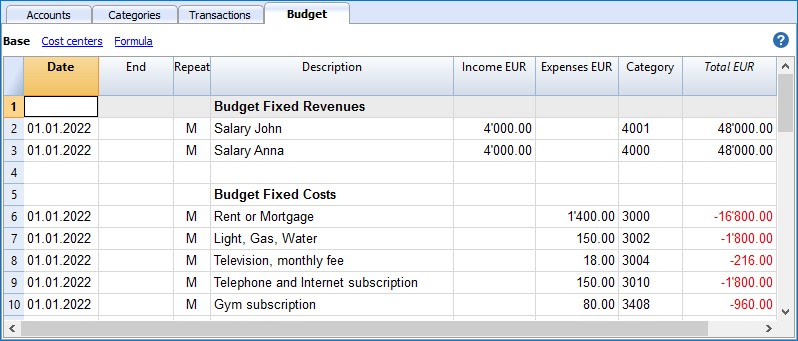 Accounts Categories Transactions Budget
Base Cost centers Formula ?
Date End Repeat Description Income EUR Expenses EUR Category Total EUR
1 Budget Fixed Revenues
2 01.01.2022 M Salary John 4'000.00 4001 48'000.00
3 01.01.2022 M Salary Anna 4'000.00 4000 48'000.00
4
5 Budget Fixed Costs
6 01.01.2022 M Rent or Mortgage 1'400.00 3000 -16'800.00
7 01.01.2022 M Light, Gas, Water 150.00 3002 -1'800.00
8 01.01.2022 M Television, monthly fee 18.00 3004 -216.00
9 01.01.2022 M Telephone and Internet subscription 150.00 3010 -1'800.00
10 01.01.2022 M Gym subscription 80.00 3408 -960.00